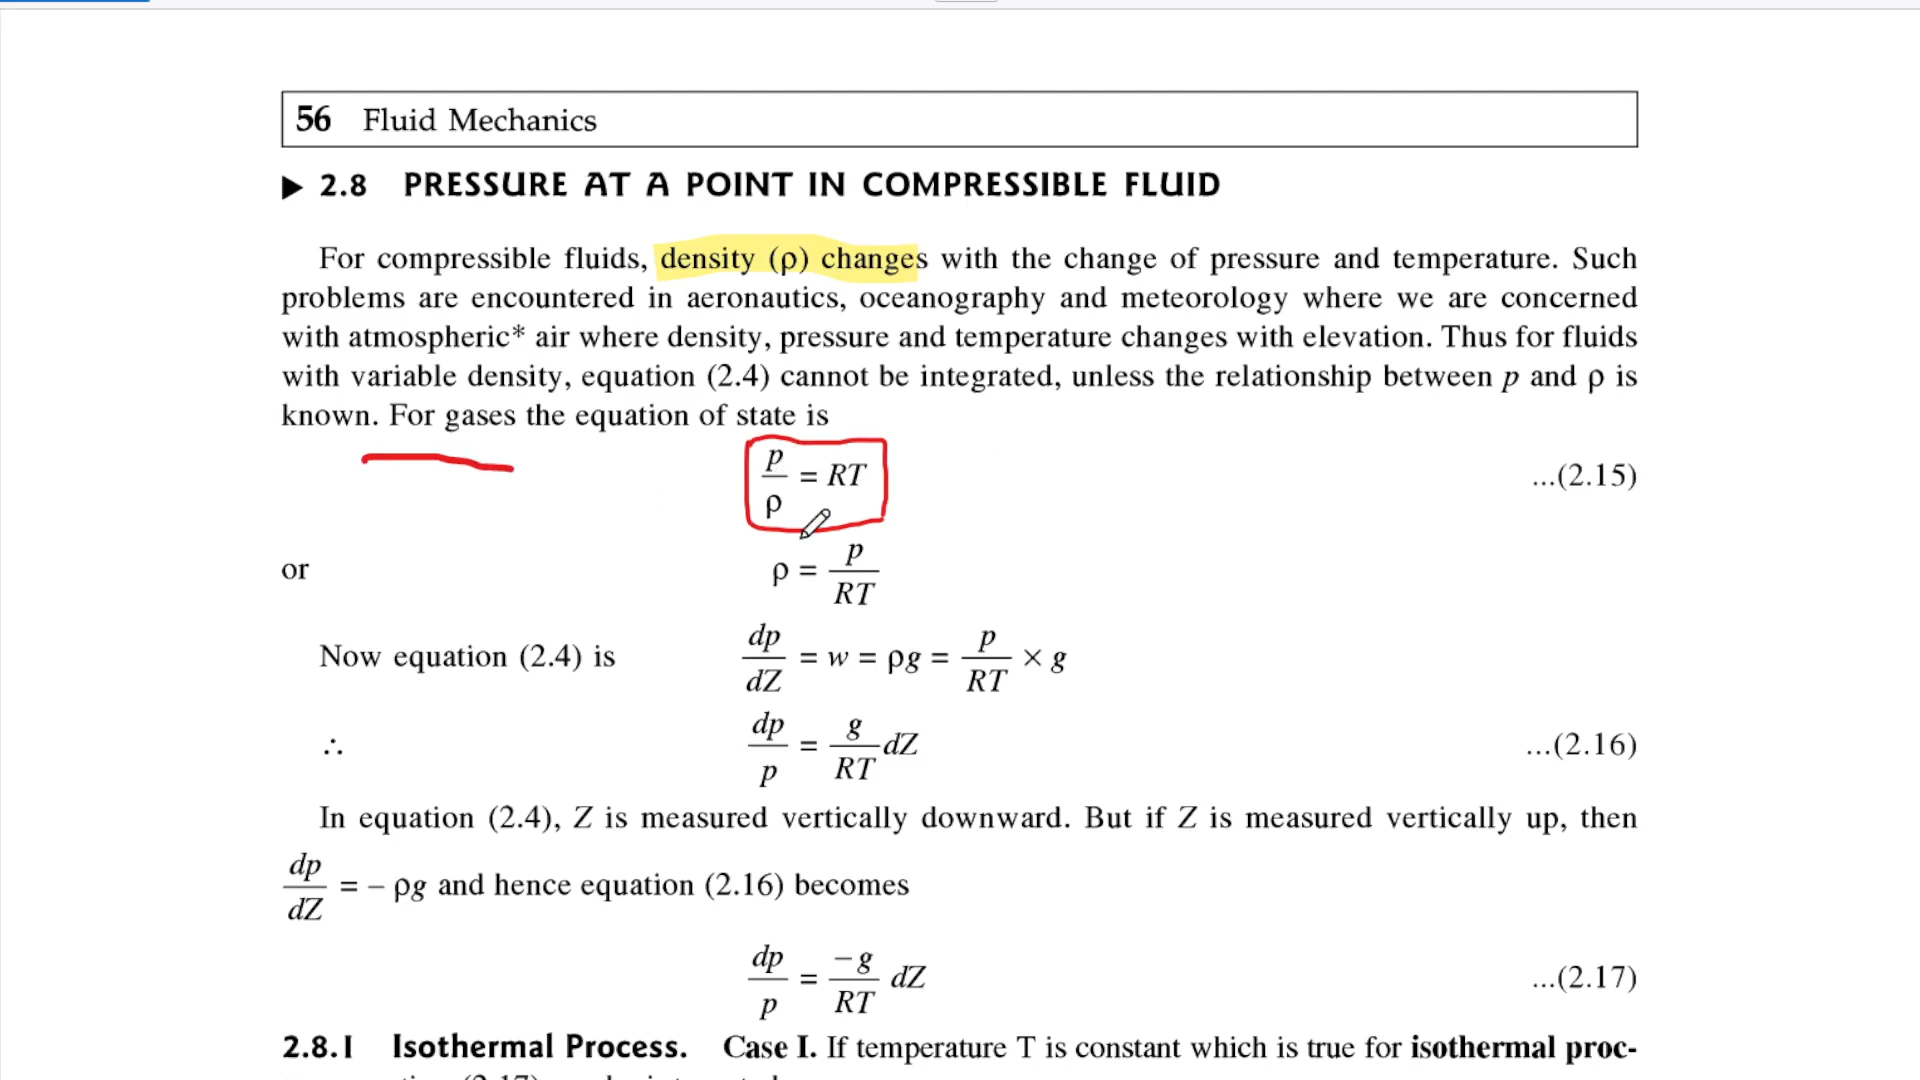 56 Fluid Mechanics
▶ 2.8 PRESSURE AT A POINT IN COMPRESSIBLE FLUID
For compressible fluids, density (ρ) changes with the change of pressure and temperature. Such
problems are encountered in aeronautics, oceanography and meteorology where we are concerned
with atmospheric* air where density, pressure and temperature changes with elevation. Thus for fluids
with variable density, equation (2.4) cannot be integrated, unless the relationship between p and ρ is
known. For gases the equation of state is
p/ρ = RT ...(2.15)
or ρ = p/RT
Now equation (2.4) is dp/dZ = w = ρg = p/RT × g
∴ dp/p = g/RT dZ ...(2.16)
In equation (2.4), Z is measured vertically downward. But if Z is measured vertically up, then
dp/dZ = – ρg and hence equation (2.16) becomes
dp/p = –g/RT dZ ...(2.17)
2.8.1 Isothermal Process. Case I. If temperature T is constant which is true for isothermal proc-